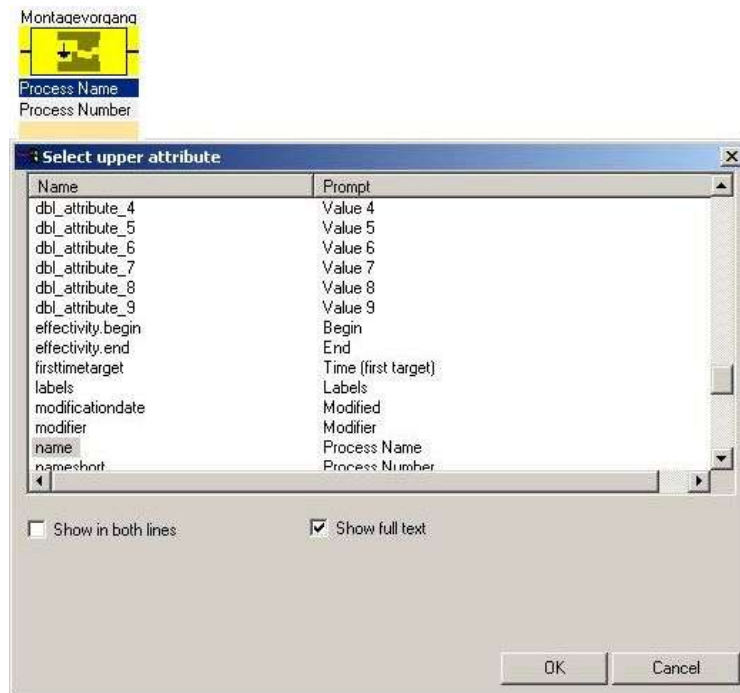 Montagevorgang
Process Name
Process Number
Select upper attribute
Name Prompt
dbl_attribute_4 Value 4
dbl_attribute_5 Value 5
dbl_attribute_6 Value 6
dbl_attribute_7 Value 7
dbl_attribute_8 Value 8
dbl_attribute_9 Value 9
effectivity.begin Begin
effectivity.end End
firsttimetarget Time (first target)
labels Labels
modificationdate Modified
modifier Modifier
name Process Name
nameshort Process Number
Show in both lines Show full text
OK Cancel